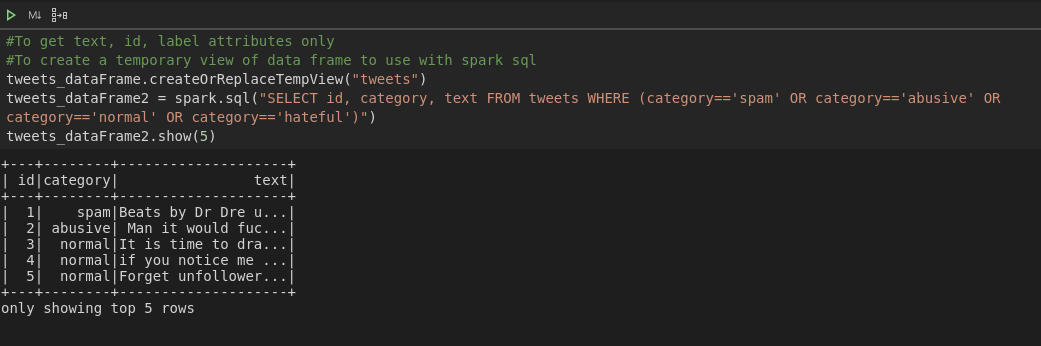 M↓
#To get text, id, label attributes only
#To create a temporary view of data frame to use with spark sql
tweets_dataFrame.createOrReplaceTempView("tweets")
tweets_dataFrame2 = spark.sql("SELECT id, category, text FROM tweets WHERE (category=='spam' OR category=='abusive' OR
category=='normal' OR category=='hateful')")
tweets_dataFrame2.show(5)
+---+--------+--------------------+
| id|category|                text|
+---+--------+--------------------+
|  1|    spam|Beats by Dr Dre u...|
|  2| abusive| Man it would fuc...|
|  3|  normal|It is time to dra...|
|  4|  normal|if you notice me ...|
|  5|  normal|Forget unfollower...|
+---+--------+--------------------+
only showing top 5 rows